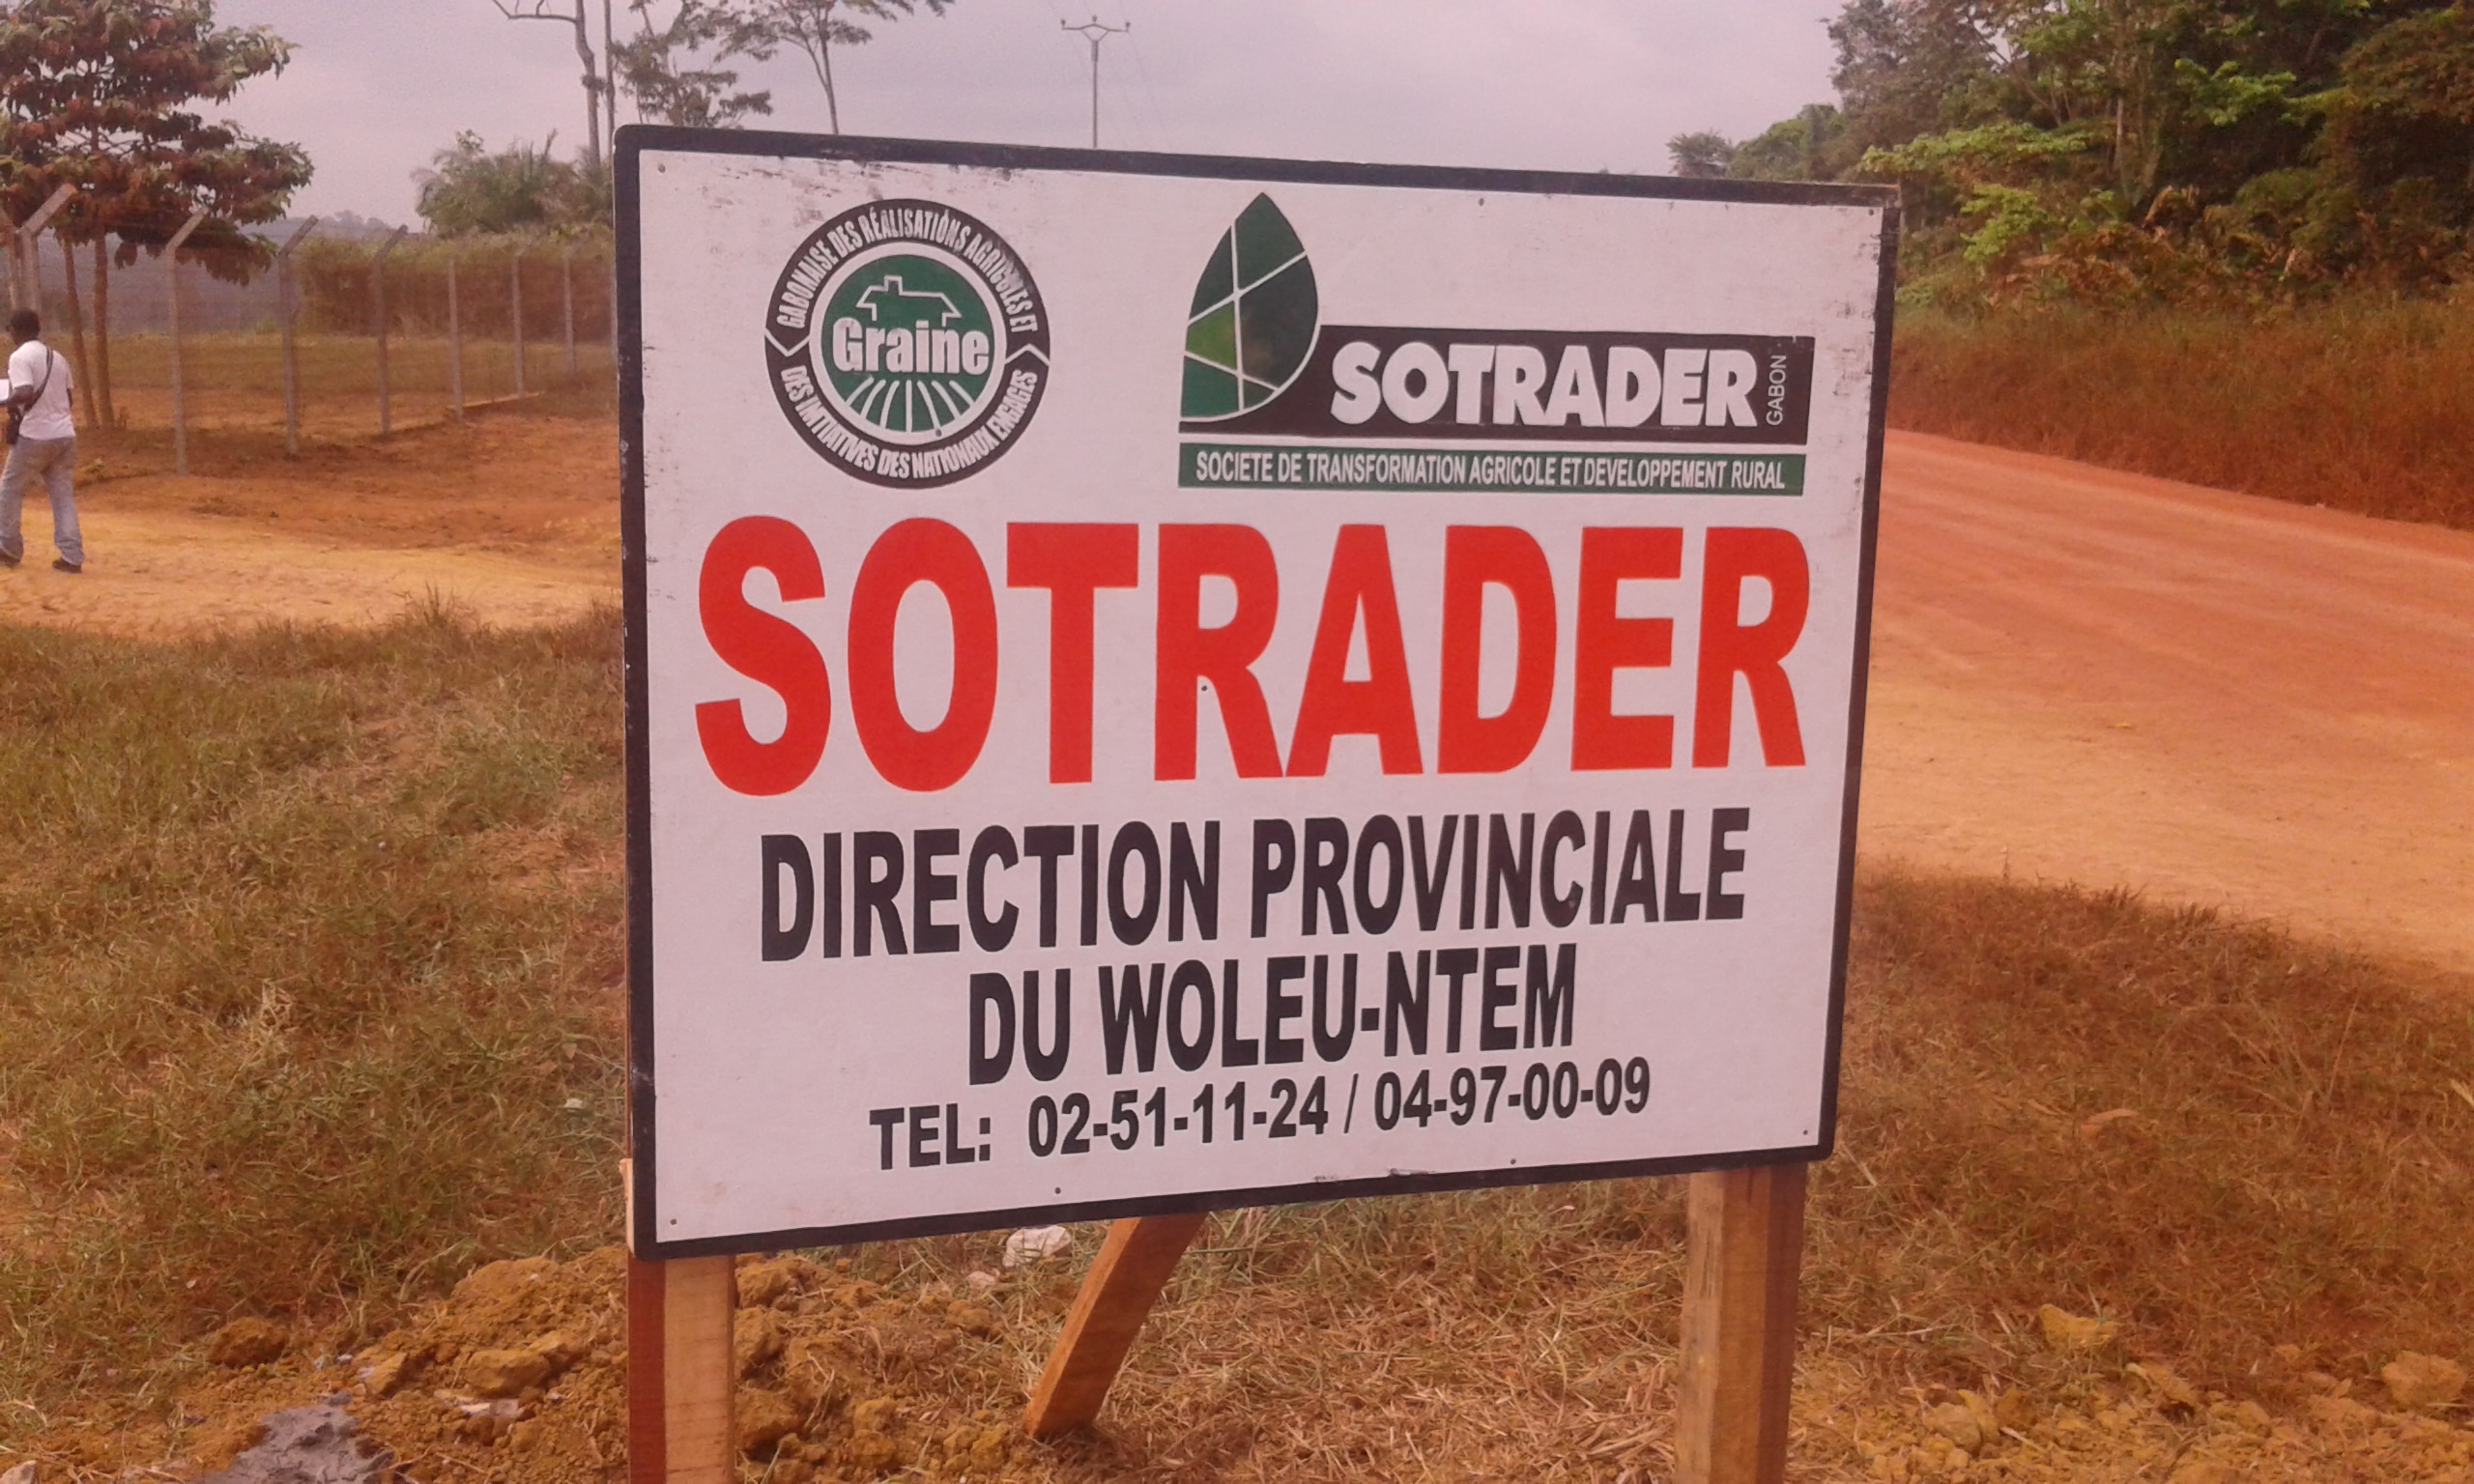 GABONAISE DES RÉALISATIONS AGRICOLES ET
DES INITIATIVES DES NATIONAUX ENGAGÉS
Graine
SOTRADER
GABON
SOCIETE DE TRANSFORMATION AGRICOLE ET DEVELOPPEMENT RURAL
SOTRADER
DIRECTION PROVINCIALE
DU WOLEU-NTEM
TEL: 02-51-11-24 / 04-97-00-09